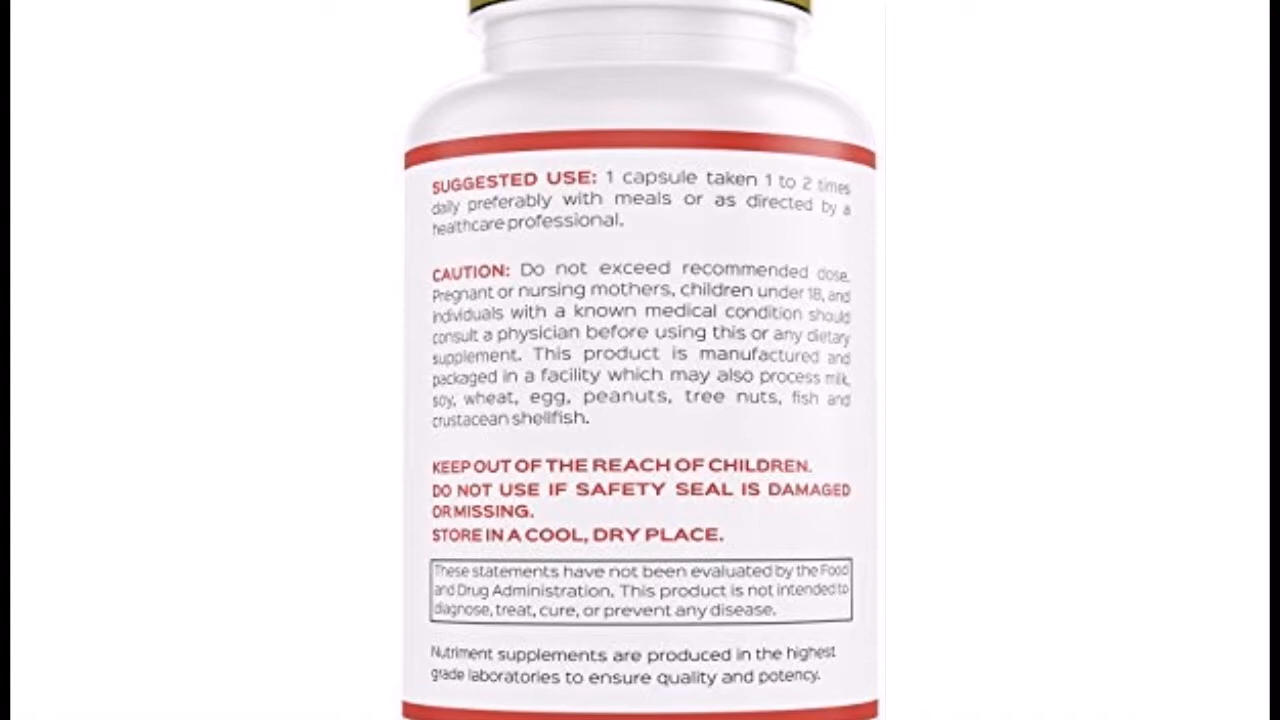 SUGGESTED USE: 1 capsule taken 1 to 2 times
daily preferably with meals or as directed by a
healthcare professional.
CAUTION: Do not exceed recommended dose.
Pregnant or nursing mothers, children under 18, and
individuals with a known medical condition should
consult a physician before using this or any dietary
supplement. This product is manufactured and
packaged in a facility which may also process milk,
soy, wheat, egg, peanuts, tree nuts, fish and
crustacean shellfish.
KEEP OUT OF THE REACH OF CHILDREN.
DO NOT USE IF SAFETY SEAL IS DAMAGED
OR MISSING.
STORE IN A COOL, DRY PLACE.
These statements have not been evaluated by the Food
and Drug Administration. This product is not intended to
diagnose, treat, cure, or prevent any disease.
Nutriment supplements are produced in the highest
grade laboratories to ensure quality and potency.